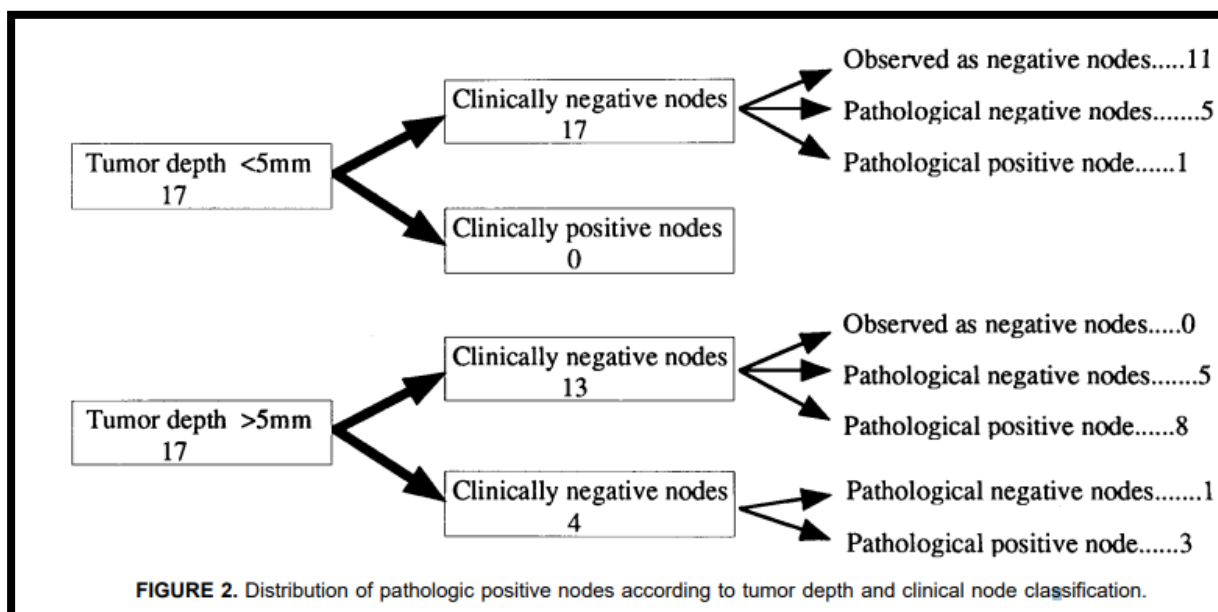 Observed as negative nodes.....11
Clinically negative nodes
17
Pathological negative nodes.......5
Tumor depth <5mm
17
Pathological positive node......1
Clinically positive nodes
0
Observed as negative nodes.....0
Clinically negative nodes
13
Pathological negative nodes.......5
Tumor depth >5mm
17
Pathological positive node......8
Clinically negative nodes
4
Pathological negative nodes.......1
Pathological positive node......3
FIGURE 2. Distribution of pathologic positive nodes according to tumor depth and clinical node classification.